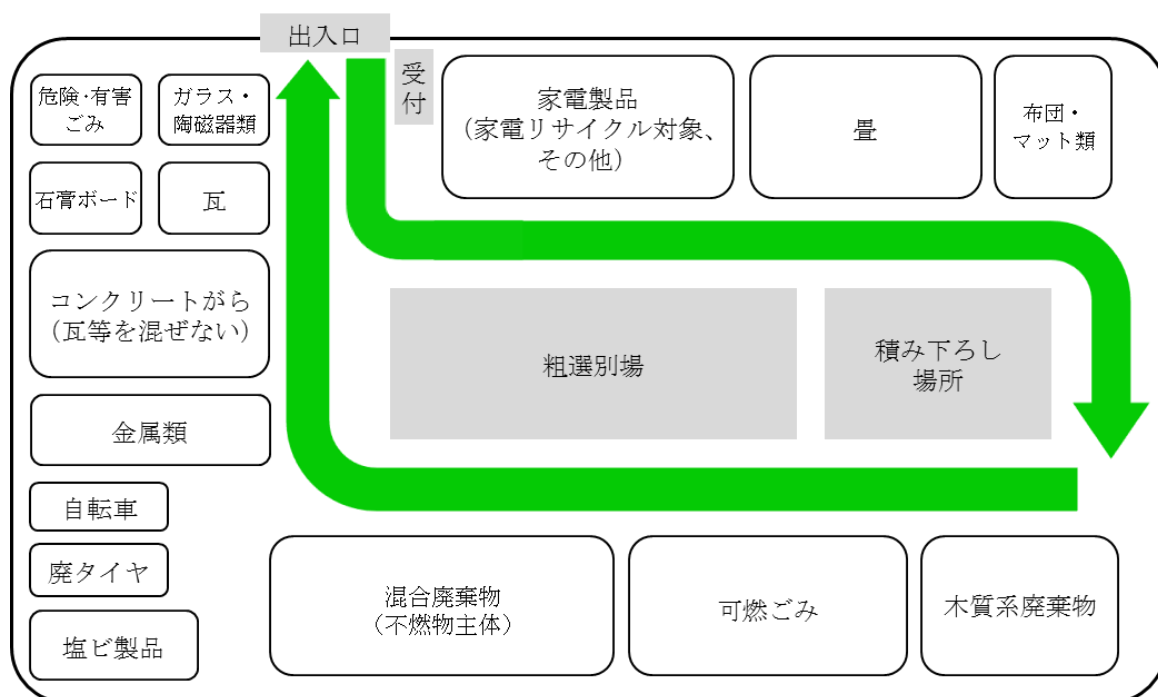 出入口
受
付
危険・有害
ごみ
ガラス・
陶磁器類
家電製品
（家電リサイクル対象、
その他）
畳
布団・
マット類
石膏ボード
瓦
コンクリートがら
（瓦等を混ぜない）
粗選別場
積み下ろし
場所
金属類
自転車
廃タイヤ
塩ビ製品
混合廃棄物
（不燃物主体）
可燃ごみ
木質系廃棄物